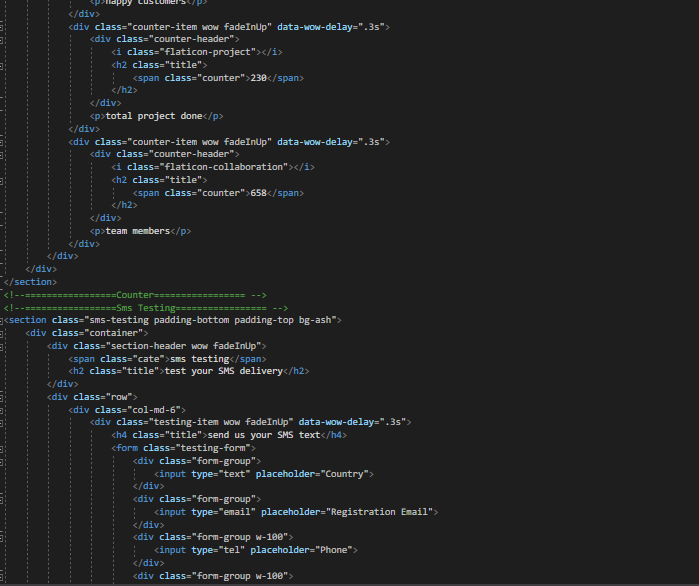 <p>happy customers</p>
</div>
<div class="counter-item wow fadeInUp" data-wow-delay=".3s">
<div class="counter-header">
<i class="flaticon-project"></i>
<h2 class="title">
<span class="counter">230</span>
</h2>
</div>
<p>total project done</p>
</div>
<div class="counter-item wow fadeInUp" data-wow-delay=".3s">
<div class="counter-header">
<i class="flaticon-collaboration"></i>
<h2 class="title">
<span class="counter">658</span>
</h2>
</div>
<p>team members</p>
</div>
</div>
</div>
</section>
<!--=================Counter================= -->
<!--=================Sms Testing================= -->
<section class="sms-testing padding-bottom padding-top bg-ash">
<div class="container">
<div class="section-header wow fadeInUp">
<span class="cate">sms testing</span>
<h2 class="title">test your SMS delivery</h2>
</div>
<div class="row">
<div class="col-md-6">
<div class="testing-item wow fadeInUp" data-wow-delay=".3s">
<h4 class="title">send us your SMS text</h4>
<form class="testing-form">
<div class="form-group">
<input type="text" placeholder="Country">
</div>
<div class="form-group">
<input type="email" placeholder="Registration Email">
</div>
<div class="form-group w-100">
<input type="tel" placeholder="Phone">
</div>
<div class="form-group w-100">